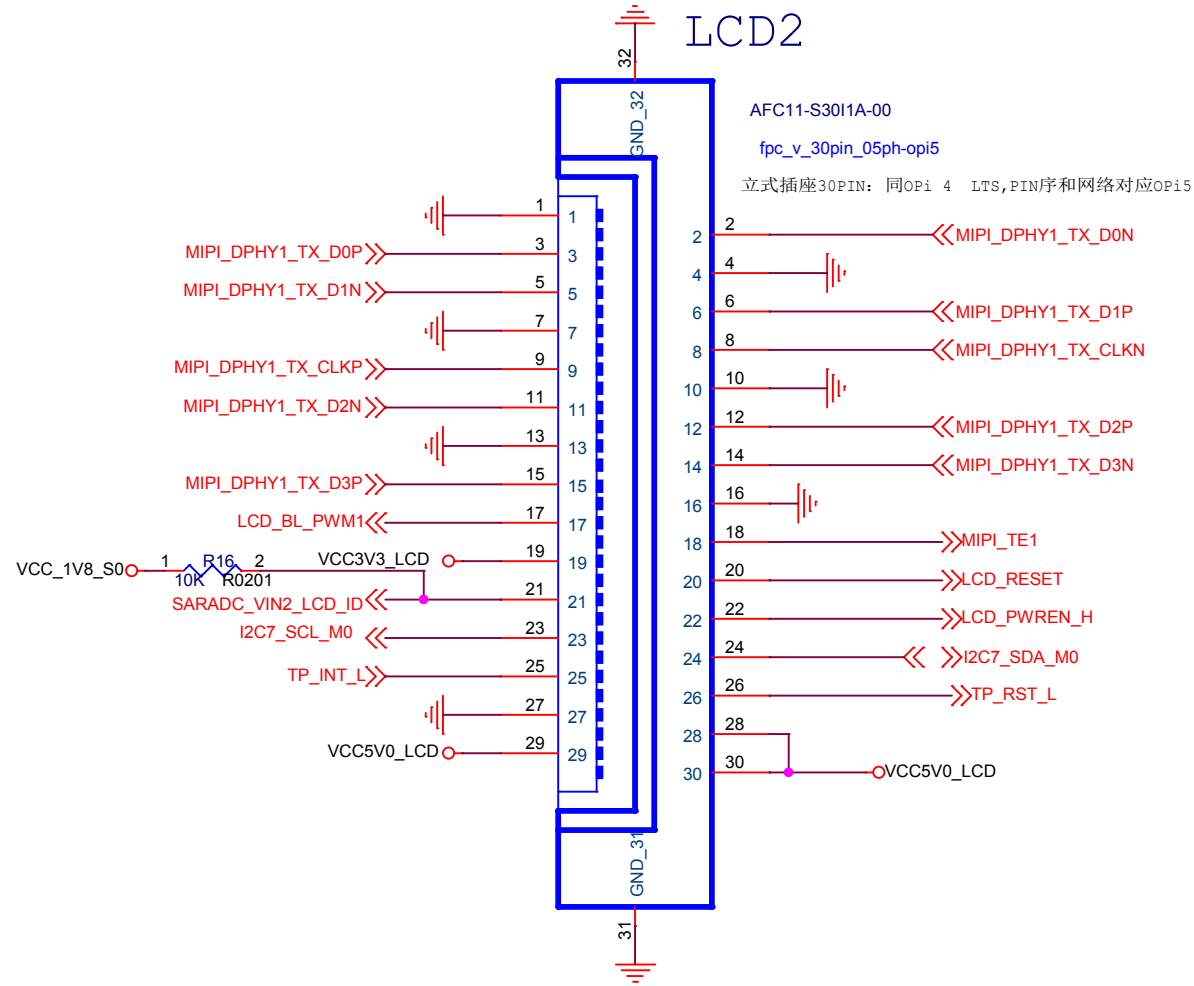 LCD2
32
GND_32
AFC11-S30I1A-00
fpc_v_30pin_05ph-opi5
立式插座30PIN: 同OPi 4 LTS,PIN序和网络对应OPi5
1 1
2 2 MIPI_DPHY1_TX_D0N
MIPI_DPHY1_TX_D0P 3 3
4 4
MIPI_DPHY1_TX_D1N 5 5
6 6 MIPI_DPHY1_TX_D1P
7 7
8 8 MIPI_DPHY1_TX_CLKN
MIPI_DPHY1_TX_CLKP 9 9
10 10
MIPI_DPHY1_TX_D2N 11 11
12 12 MIPI_DPHY1_TX_D2P
13 13
14 14 MIPI_DPHY1_TX_D3N
MIPI_DPHY1_TX_D3P 15 15
16 16
LCD_BL_PWM1 17 17
18 18 MIPI_TE1
VCC3V3_LCD 19 19
VCC_1V8_S0 1 R16 2
10K R0201
20 20 LCD_RESET
SARADC_VIN2_LCD_ID 21 21
22 22 LCD_PWREN_H
I2C7_SCL_M0 23 23
24 24 I2C7_SDA_M0
TP_INT_L 25 25
26 26 TP_RST_L
27 27
28 28
VCC5V0_LCD 29 29
30 30 VCC5V0_LCD
GND_31
31